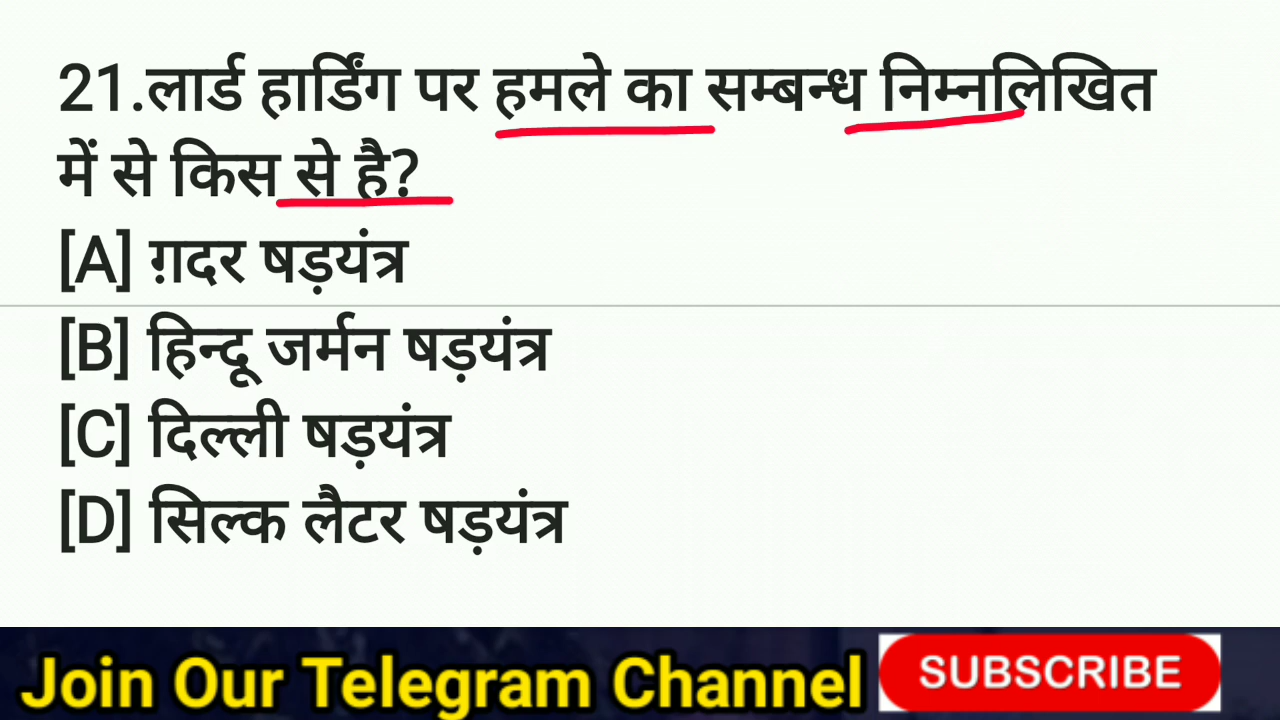 21.लार्ड हार्डिंग पर हमले का सम्बन्ध निम्नलिखित
में से किस से है?
[A] ग़दर षड़यंत्र
[B] हिन्दू जर्मन षड़यंत्र
[C] दिल्ली षड़यंत्र
[D] सिल्क लैटर षड़यंत्र
Join Our Telegram Channel SUBSCRIBE